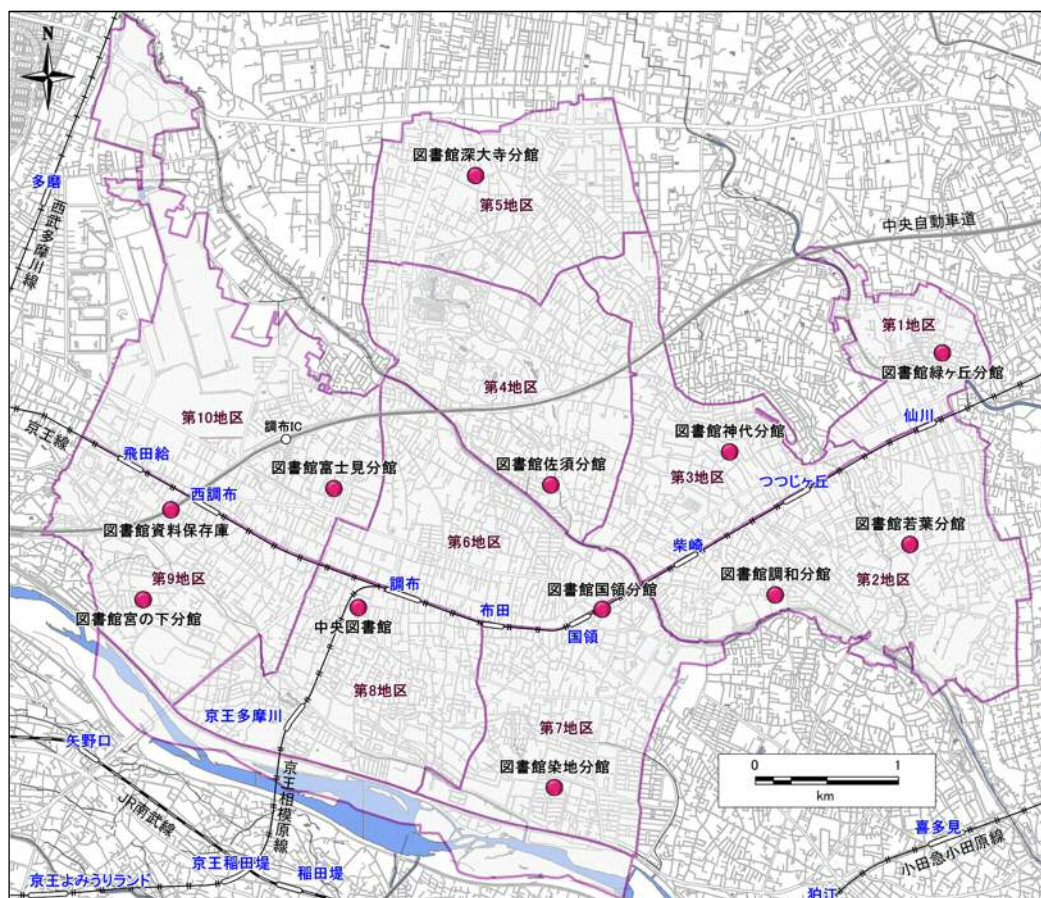 N
図書館深大寺分館
第5地区
多磨
西武多摩川線
中央自動車道
第1地区
図書館緑ヶ丘分館
第4地区
第10地区
調布IC
仙川
京王線
飛田給
図書館神代分館
図書館富士見分館
図書館佐須分館
第3地区
つつじヶ丘
西調布
図書館資料保存庫
図書館若葉分館
第6地区
柴崎
第9地区
調布
図書館調和分館
第2地区
図書館宮の下分館
図書館国領分館
中央図書館
布田
国領
第8地区
京王多摩川
第7地区
矢野口
京王相模原線
図書館染地分館
0
1
km
JR南武線
喜多見
小田急小田原線
京王稲田堤
稲田堤
京王よみうりランド
狛江